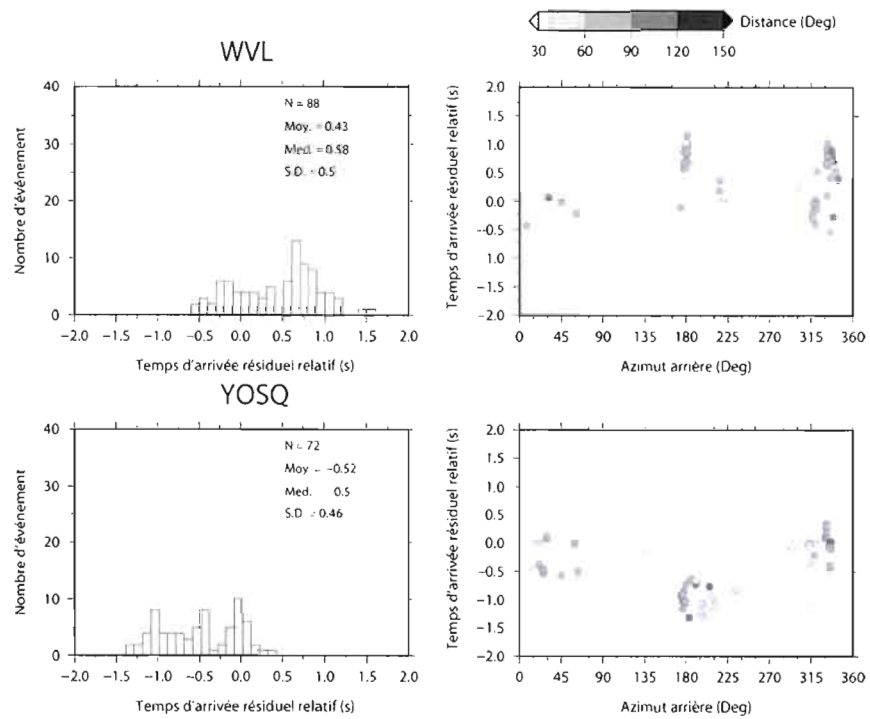 Distance (Deg)
30 60 90 120 150
WVL
40
30
20
10
0
Nombre d'événement
N = 88
Moy. = 0.43
Med. = 0.58
S.D. = 0.5
−2.0 −1.5 −1.0 −0.5 0.0 0.5 1.0 1.5 2.0
Temps d'arrivée résiduel relatif (s)
2.0
1.5
1.0
0.5
0.0
−0.5
1.0
−1.5
−2.0
Temps d'arrivée résiduel relatif (s)
0 45 90 135 180 225 270 315 360
Azimut arrière (Deg)
YOSQ
40
30
20
10
0
Nombre d'événement
N = 72
Moy = −0.52
Med. 0.5
S.D = 0.46
−2.0 −1.5 −1.0 −0.5 0.0 0.5 1.0 1.5 2.0
Temps d'arrivée résiduel relatif (s)
2.0
1.5
1.0
0.5
0.0
−0.5
−1.0
−1.5
−2.0
Temps d'arrivée résiduel relatif (s)
0 45 90 135 180 225 270 315 360
Azimut arrière (Deg)